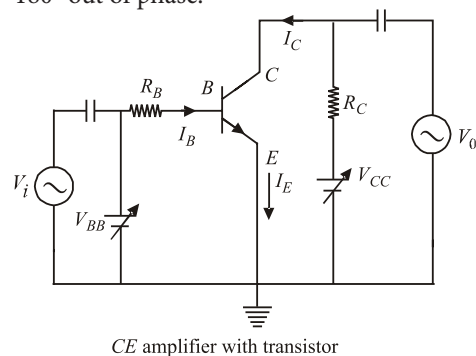 180° out of phase.
I_C
C
B
R_B
I_B
R_C
V_0
E
I_E
V_CC
V_i
V_BB
CE amplifier with transistor